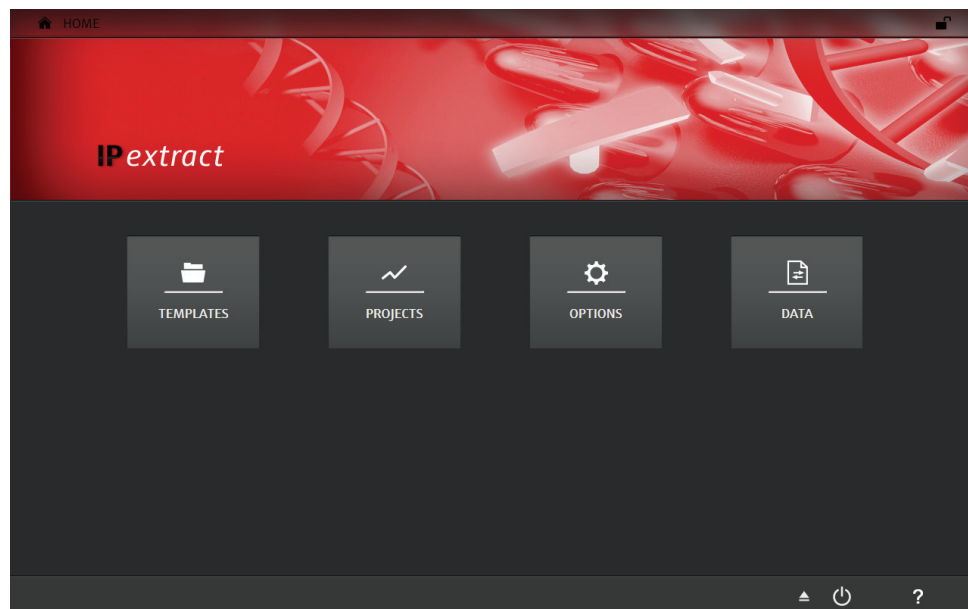 HOME
IPextract
TEMPLATES
PROJECTS
OPTIONS
DATA
?